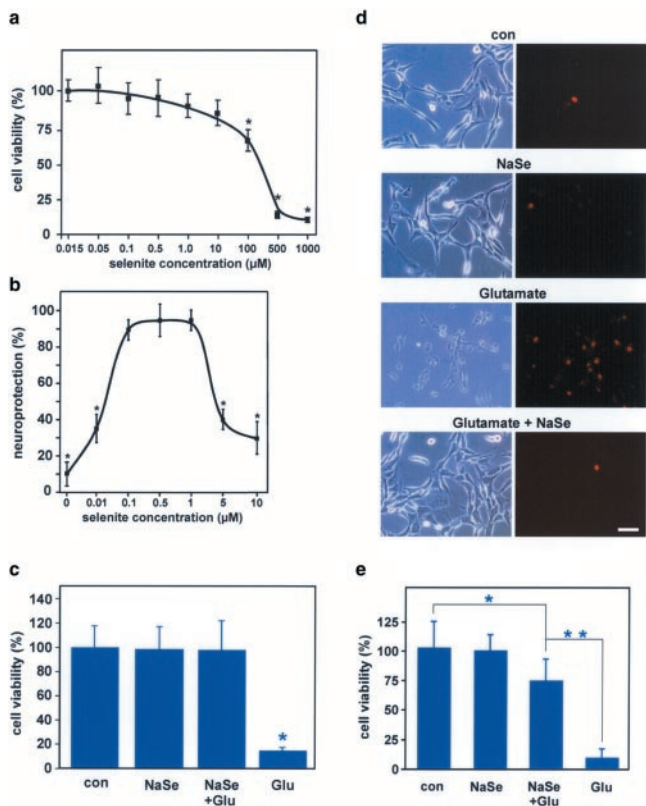 a
cell viability (%)
100
75
50
25
0
0.015 0.05 0.1 0.5 1.0 10 100 500 1000
selenite concentration (µM)
* * *
b
neuroprotection (%)
100
80
60
40
20
0
0 0.01 0.1 0.5 1 5 10
selenite concentration (µM)
* * * *
c
cell viability (%)
140
120
100
80
60
40
20
0
*
con NaSe NaSe Glu
+Glu
d
con
NaSe
Glutamate
Glutamate + NaSe
e
cell viability (%)
125
100
75
50
25
0
*
**
con NaSe NaSe Glu
+Glu